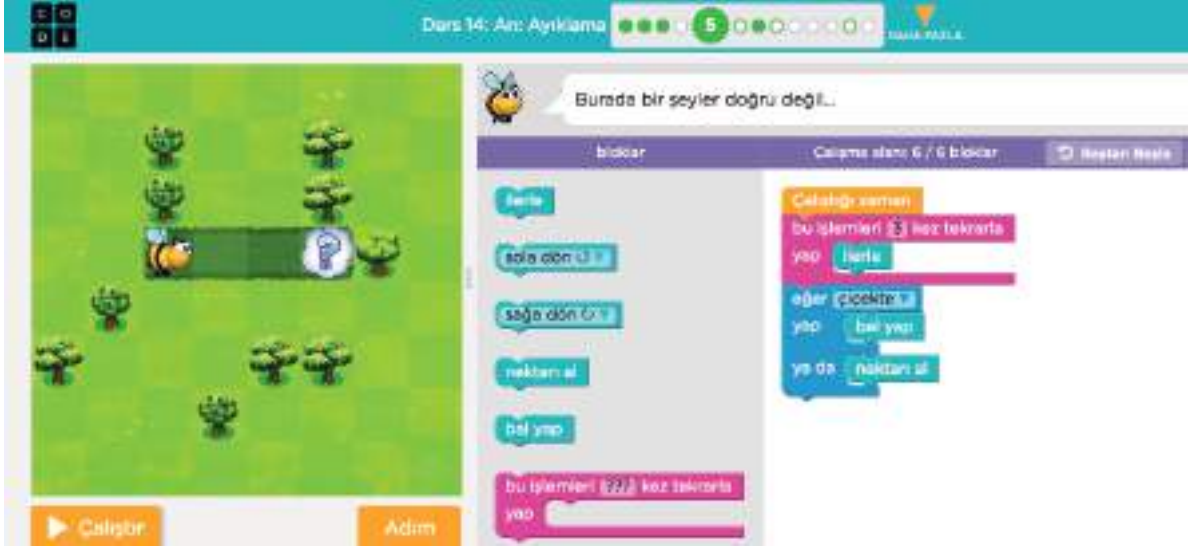 C O
D E
Ders 14: Arı: Ayıklama
5
Burada bir şeyler doğru değil...
bloklar
Çalışma alanı: 6 / 6 bloklar
Baştan Başla
ilerle
sola dön
sağa dön
nektarı al
bal yap
bu işlemleri ??? kez tekrarla
yap
Çalıştığı zaman
bu işlemleri 3 kez tekrarla
yap ilerle
eğer çiçekte
yap bal yap
ya da nektarı al
?
Çalıştır
Adım